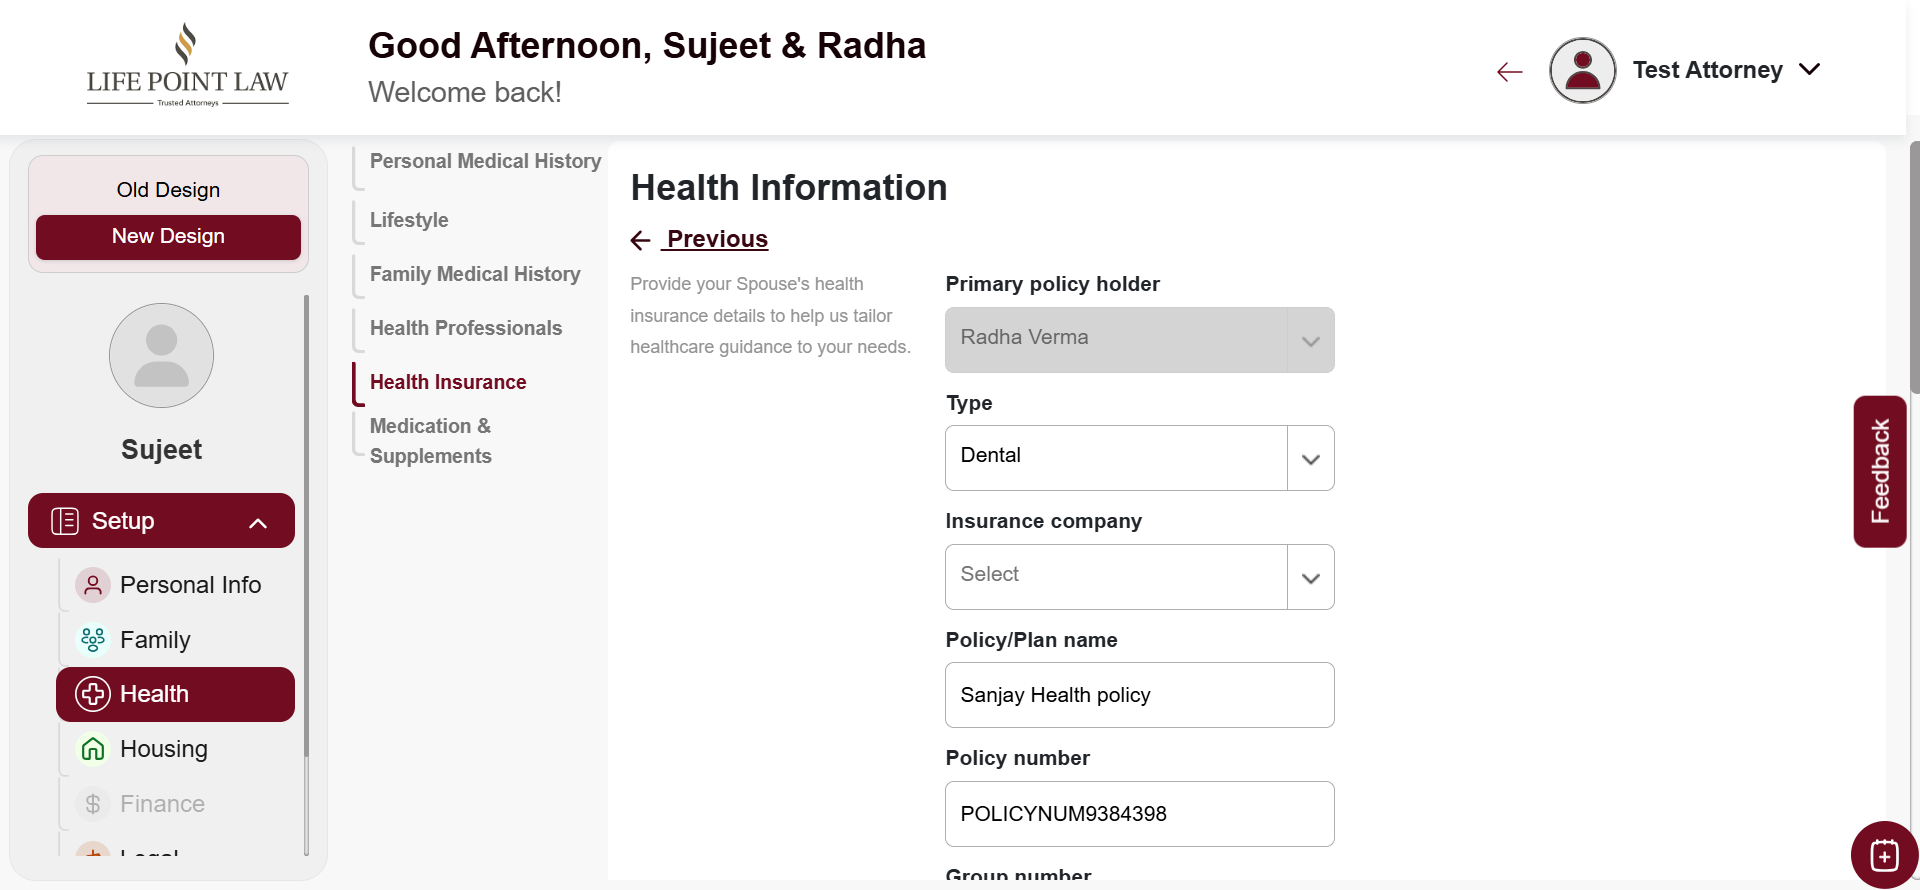 LIFE POINT LAW
Trusted Attorneys
Good Afternoon, Sujeet & Radha
Welcome back!
Test Attorney
Old Design
New Design
Sujeet
Setup
Personal Info
Family
Health
Housing
Finance
Legal
Personal Medical History
Lifestyle
Family Medical History
Health Professionals
Health Insurance
Medication &
Supplements
Health Information
Previous
Provide your Spouse's health
insurance details to help us tailor
healthcare guidance to your needs.
Primary policy holder
Radha Verma
Type
Dental
Insurance company
Select
Policy/Plan name
Sanjay Health policy
Policy number
POLICYNUM9384398
Group number
Feedback